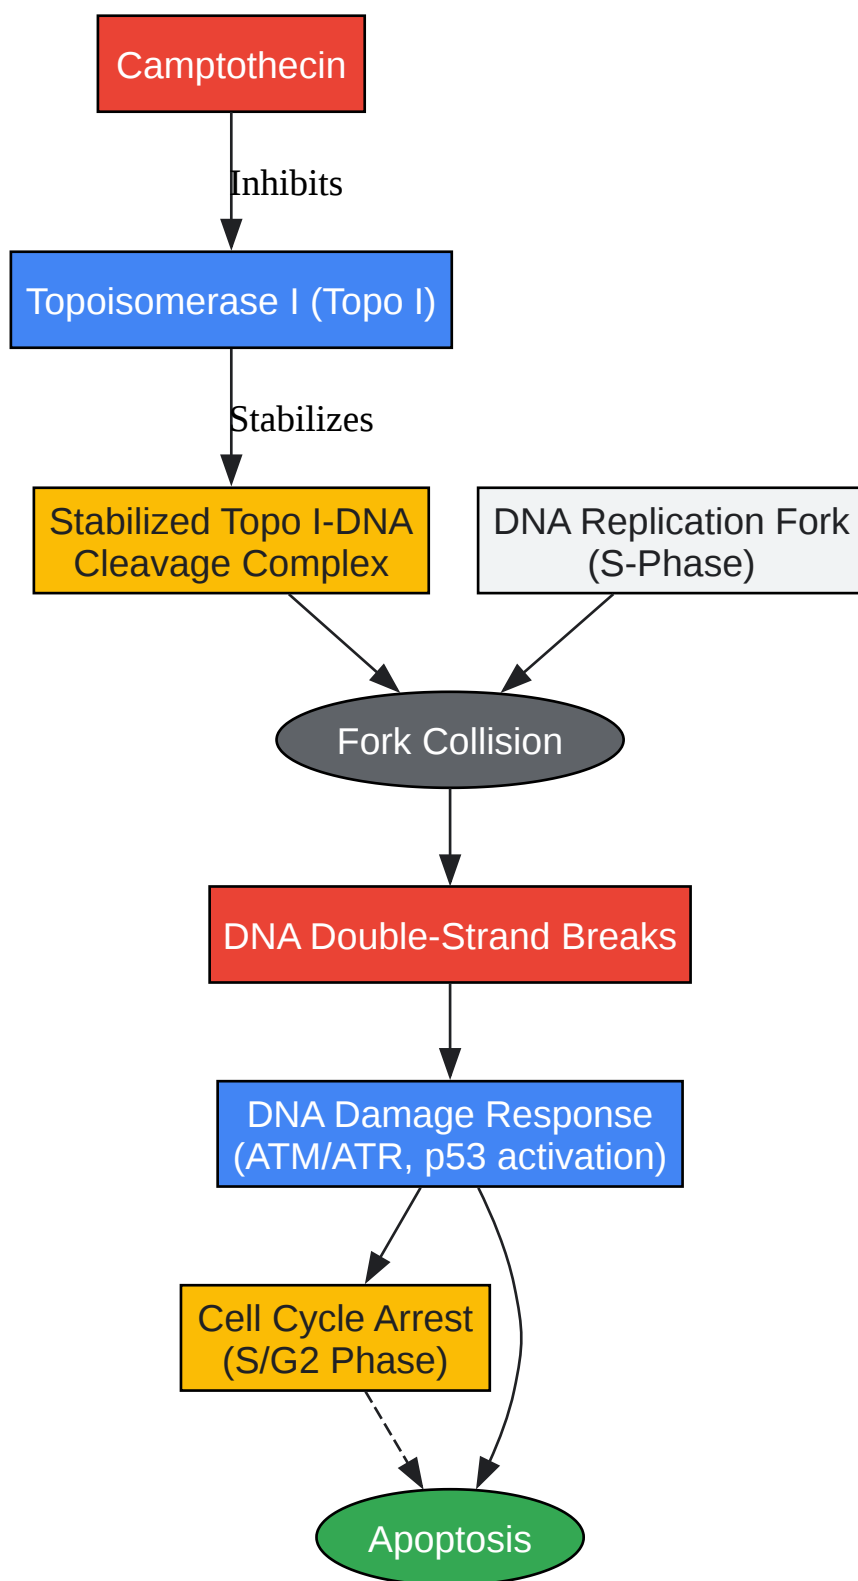 Camptothecin
Inhibits
Topoisomerase I (Topo I)
Stabilizes
Stabilized Topo I-DNA
Cleavage Complex
DNA Replication Fork
(S-Phase)
Fork Collision
DNA Double-Strand Breaks
DNA Damage Response
(ATM/ATR, p53 activation)
Cell Cycle Arrest
(S/G2 Phase)
Apoptosis